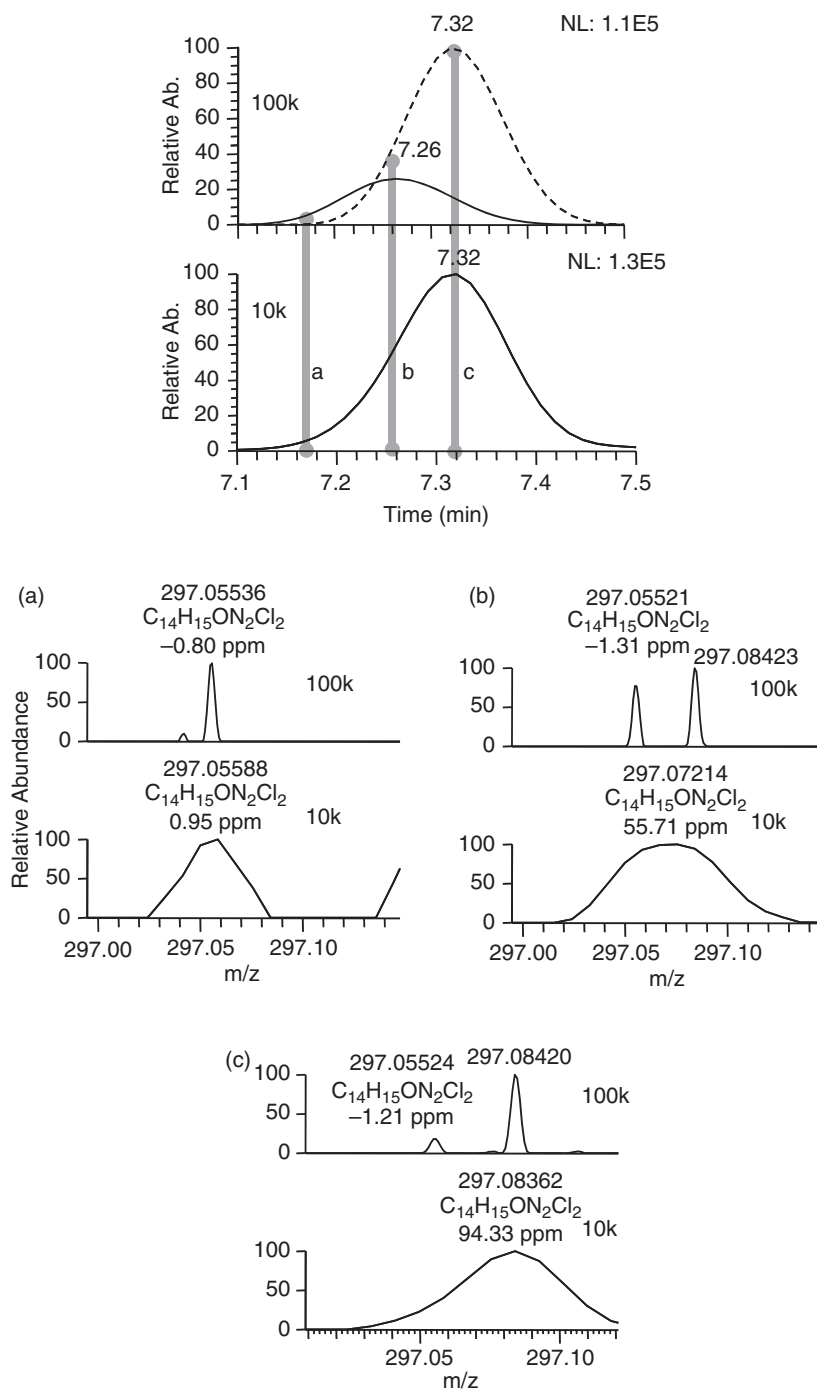 7.32 NL: 1.1E5
100
80
60
40
20
0
Relative Ab.
100k
7.26
7.32 NL: 1.3E5
100
80
60
40
20
0
Relative Ab.
10k
a b c
7.1 7.2 7.3 7.4 7.5
Time (min)
(a)
297.05536
C₁₄H₁₅ON₂Cl₂
–0.80 ppm
100
50
0
100k
297.05588
C₁₄H₁₅ON₂Cl₂
0.95 ppm
10k
100
50
0
Relative Abundance
297.00 297.05 297.10
m/z
(b)
297.05521
C₁₄H₁₅ON₂Cl₂
–1.31 ppm
297.08423
100
50
0
100k
297.07214
C₁₄H₁₅ON₂Cl₂
55.71 ppm
10k
100
50
0
297.00 297.05 297.10
m/z
(c)
297.05524 297.08420
C₁₄H₁₅ON₂Cl₂
–1.21 ppm
100
50
0
100k
297.08362
C₁₄H₁₅ON₂Cl₂
94.33 ppm
10k
100
50
0
297.05 297.10
m/z